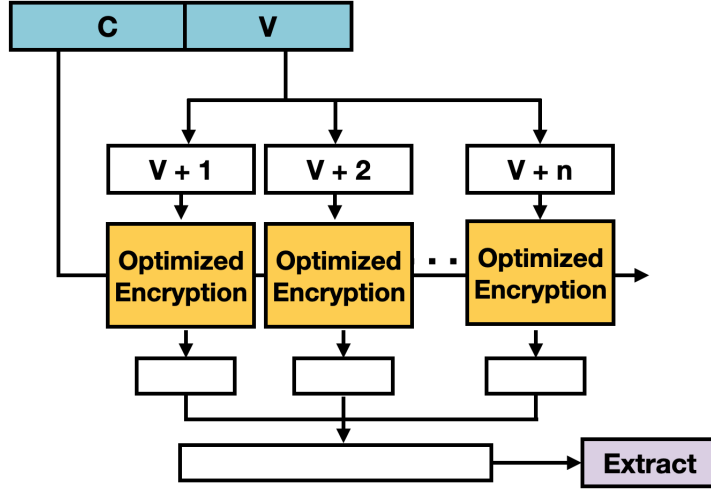 C
V
V + 1
V + 2
V + n
Optimized
Encryption
Optimized
Encryption
. .
Optimized
Encryption
Extract